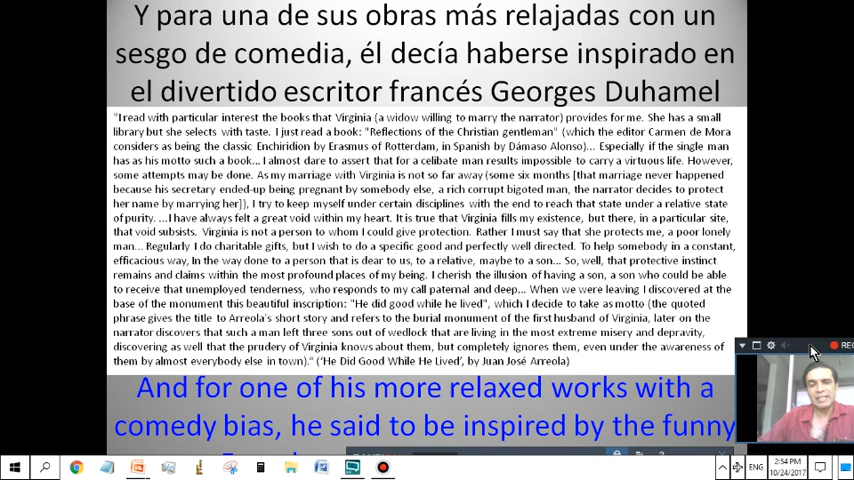 Y para una de sus obras más relajadas con un
sesgo de comedia, él decía haberse inspirado en
el divertido escritor francés Georges Duhamel
"I read with particular interest the books that Virginia (a widow willing to marry the narrator) provides for me. She has a small
library but she selects with taste. I just read a book: "Reflections of the Christian gentleman" (which the editor Carmen de Mora
considers as being the classic Enchiridion by Erasmus of Rotterdam, in Spanish by Dámaso Alonso)... Especially if the single man
has as his motto such a book... I almost dare to assert that for a celibate man results impossible to carry a virtuous life. However,
some attempts may be done. As my marriage with Virginia is not so far away (some six months [that marriage never happened
because his secretary ended-up being pregnant by somebody else, a rich corrupt bigoted man, the narrator decides to protect
her name by marrying her]), I try to keep myself under certain disciplines with the end to reach that state under a relative state
of purity. ...I have always felt a great void within my heart. It is true that Virginia fills my existence, but there, in a particular site,
that void subsists. Virginia is not a person to whom I could give protection. Rather I must say that she protects me, a poor lonely
man... Regularly I do charitable gifts, but I wish to do a specific good and perfectly well directed. To help somebody in a constant,
efficacious way, In the way done to a person that is dear to us, to a relative, maybe to a son... So, well, that protective instinct
remains and claims within the most profound places of my being. I cherish the illusion of having a son, a son who could be able
to receive that unemployed tenderness, who responds to my call paternal and deep... When we were leaving I discovered at
the base of the monument this beautiful inscription: "He did good while he lived", which I decide to take as motto (the quoted
phrase gives the title to Arreola's short story and refers to the burial monument of the first husband of Virginia, later on the
narrator discovers that such a man left three sons out of wedlock that are living in the most extreme misery and depravity,
discovering as well that the prudery of Virginia knows about them, but completely ignores them, even under the awareness of
them by almost everybody else in town)." ('He Did Good While He Lived', by Juan José Arreola)
And for one of his more relaxed works with a
comedy bias, he said to be inspired by the funny
REC
ENG
2:54 PM
10/24/2017